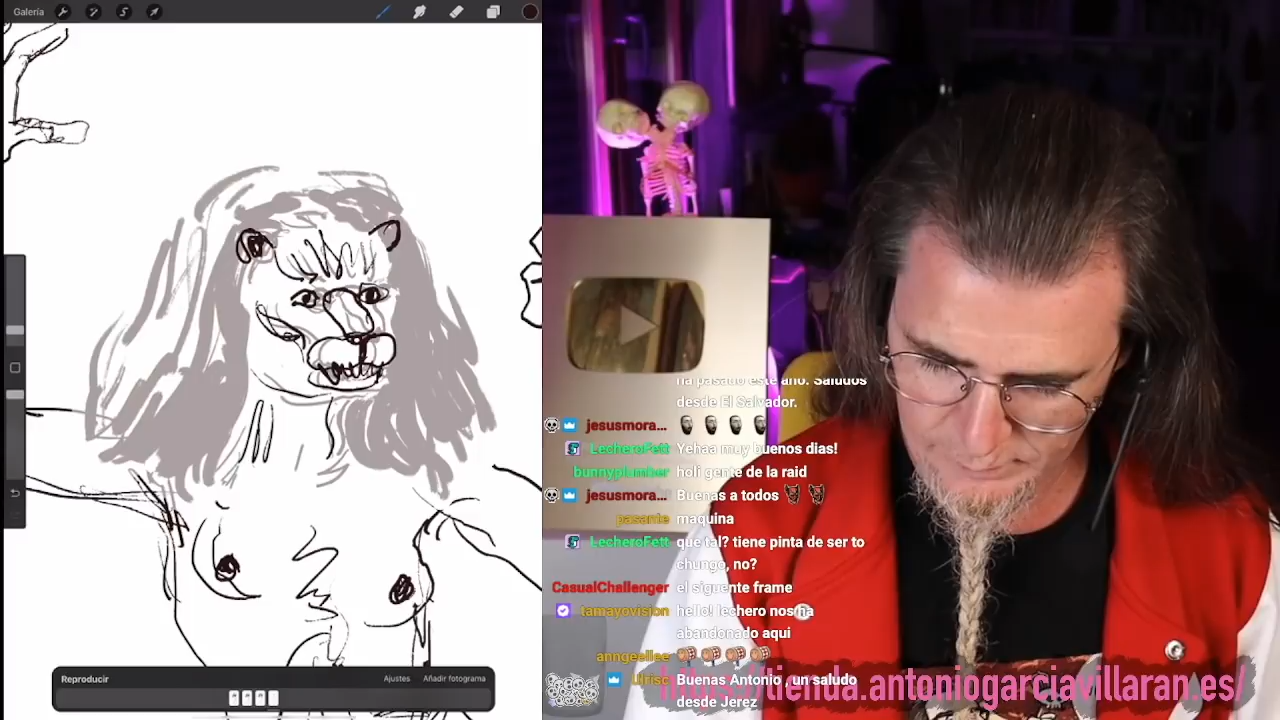 Galería
ha pasado este año. Saludos
desde El Salvador.
jesusmora...
LecheroFett Yehaa muy buenos dias!
bunnyplumber holi gente de la raid
jesusmora... Buenas a todos
pasanie maquina
LecheroFett que tal? tiene pinta de ser to
chungo, no?
CasualChallenger el siguente frame
tamayovision hello! lechero nos ha
abandonado aqui
anngeellee
Ulrisc Buenas Antonio , un saludo
desde Jerez
https://tienda.antoniogarciavillaran.es/
Reproducir Ajustes Añadir fotograma